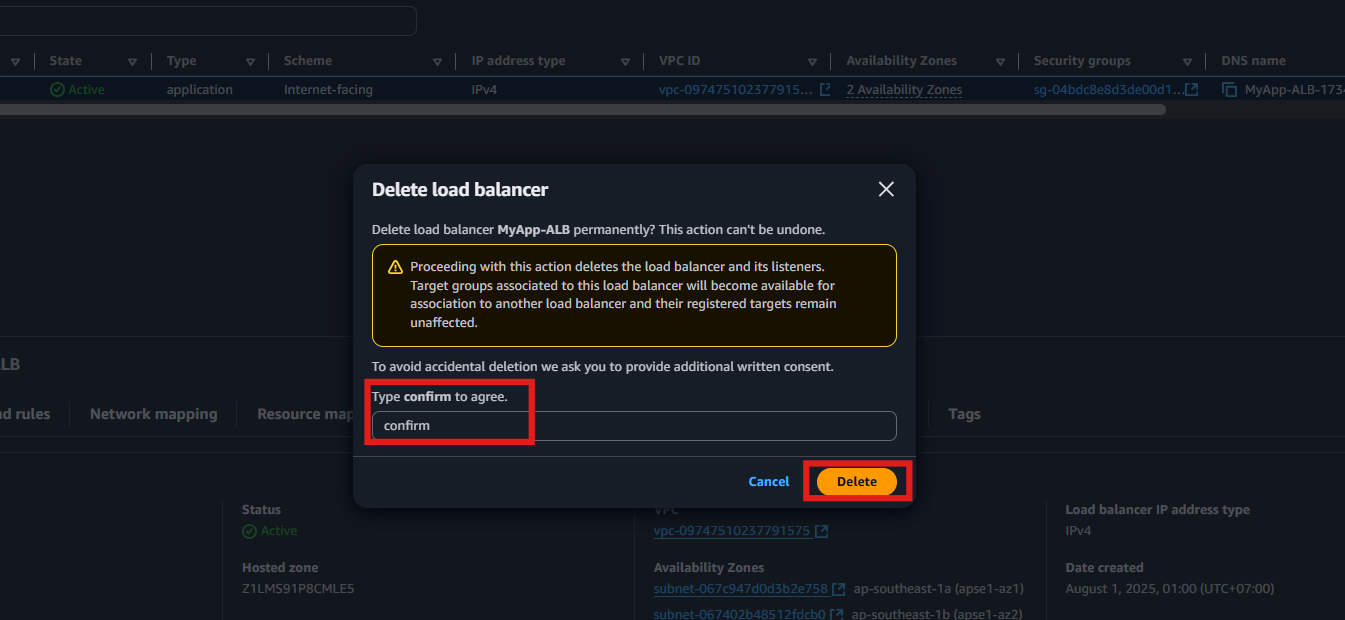 State Type Scheme IP address type VPC ID Availability Zones Security groups DNS name
Active application Internet-facing IPv4 vpc-097475102377915... 2 Availability Zones sg-04bdc8e8d3de00d1... MyApp-ALB-1734
Delete load balancer
Delete load balancer MyApp-ALB permanently? This action can't be undone.
Proceeding with this action deletes the load balancer and its listeners.
Target groups associated to this load balancer will become available for
association to another load balancer and their registered targets remain
unaffected.
To avoid accidental deletion we ask you to provide additional written consent.
Type confirm to agree.
confirm
Cancel Delete
LB
d rules Network mapping Resource map Tags
Status
Active
Hosted zone
Z1LMS91P8CMLE5
VPC
vpc-09747510237791575
Availability Zones
subnet-067c947d0d3b2e758 ap-southeast-1a (apse1-az1)
subnet-067402b48512fdcb0 ap-southeast-1b (apse1-az2)
Load balancer IP address type
IPv4
Date created
August 1, 2025, 01:00 (UTC+07:00)